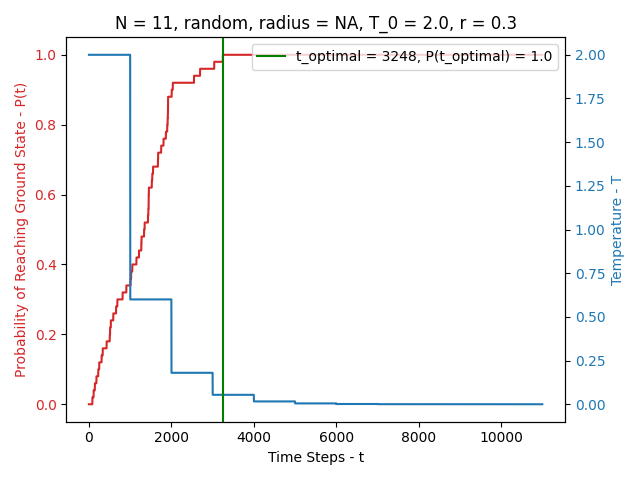 N = 11, random, radius = NA, T_0 = 2.0, r = 0.3
t_optimal = 3248, P(t_optimal) = 1.0
Probability of Reaching Ground State - P(t)
1.0
0.8
0.6
0.4
0.2
0.0
2.00
1.75
1.50
1.25
1.00
0.75
0.50
0.25
0.00
Temperature - T
0 2000 4000 6000 8000 10000
Time Steps - t